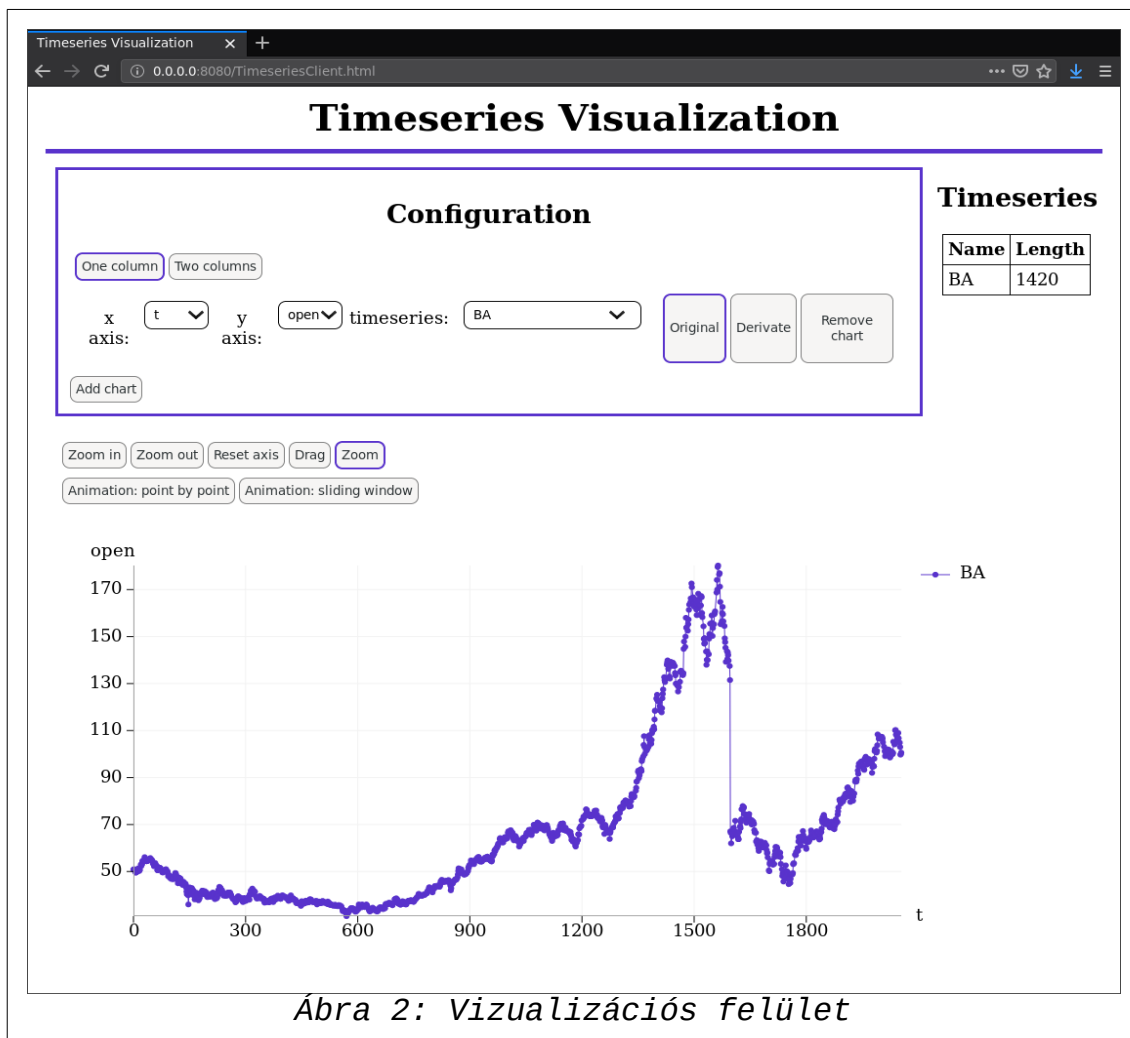 Timeseries Visualization
0.0.0.0:8080/TimeseriesClient.html
Timeseries Visualization
Configuration
One column Two columns
x axis: t y axis: open timeseries: BA Original Derivate Remove chart
Add chart
Timeseries
Name Length
BA 1420
Zoom in Zoom out Reset axis Drag Zoom
Animation: point by point Animation: sliding window
open
170
150
130
110
90
70
50
0 300 600 900 1200 1500 1800
t
BA
Ábra 2: Vizualizációs felület